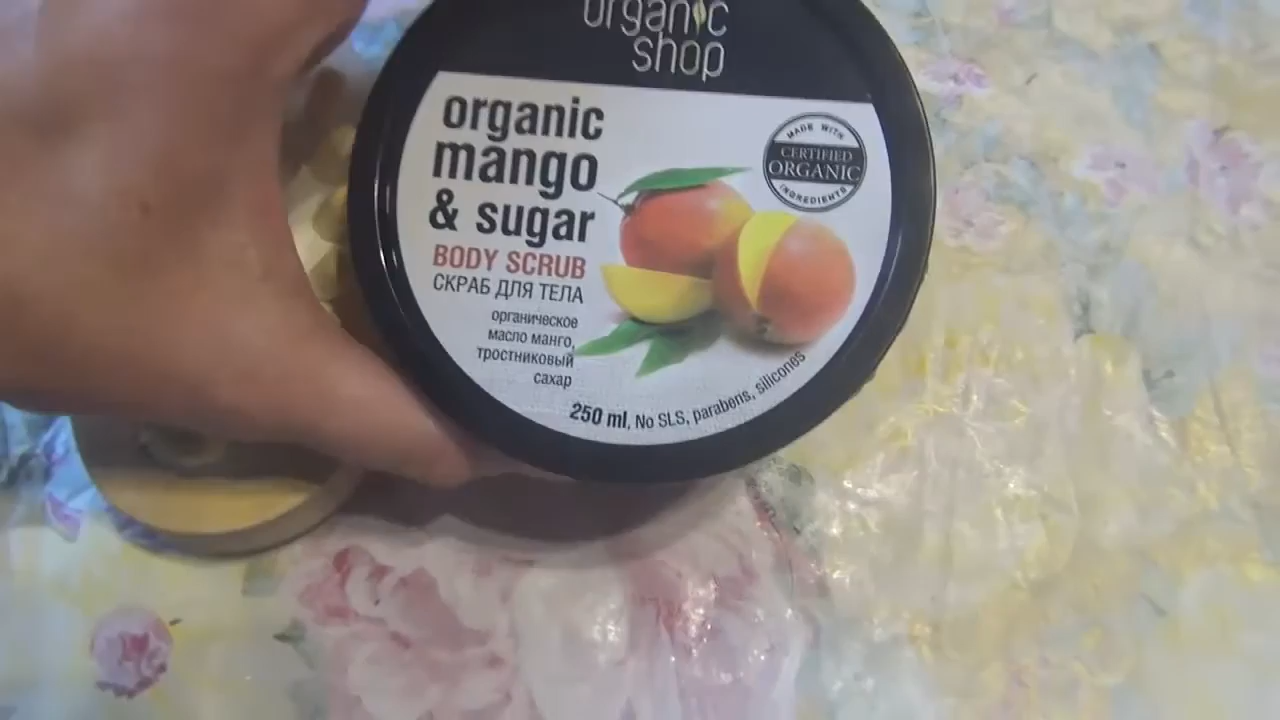 organic
shop
organic
mango
& sugar
BODY SCRUB
СКРАБ ДЛЯ ТЕЛА
органическое
масло манго,
тростниковый
сахар
250 ml, No SLS, parabens, silicones
MADE WITH
CERTIFIED
ORGANIC
INGREDIENTS